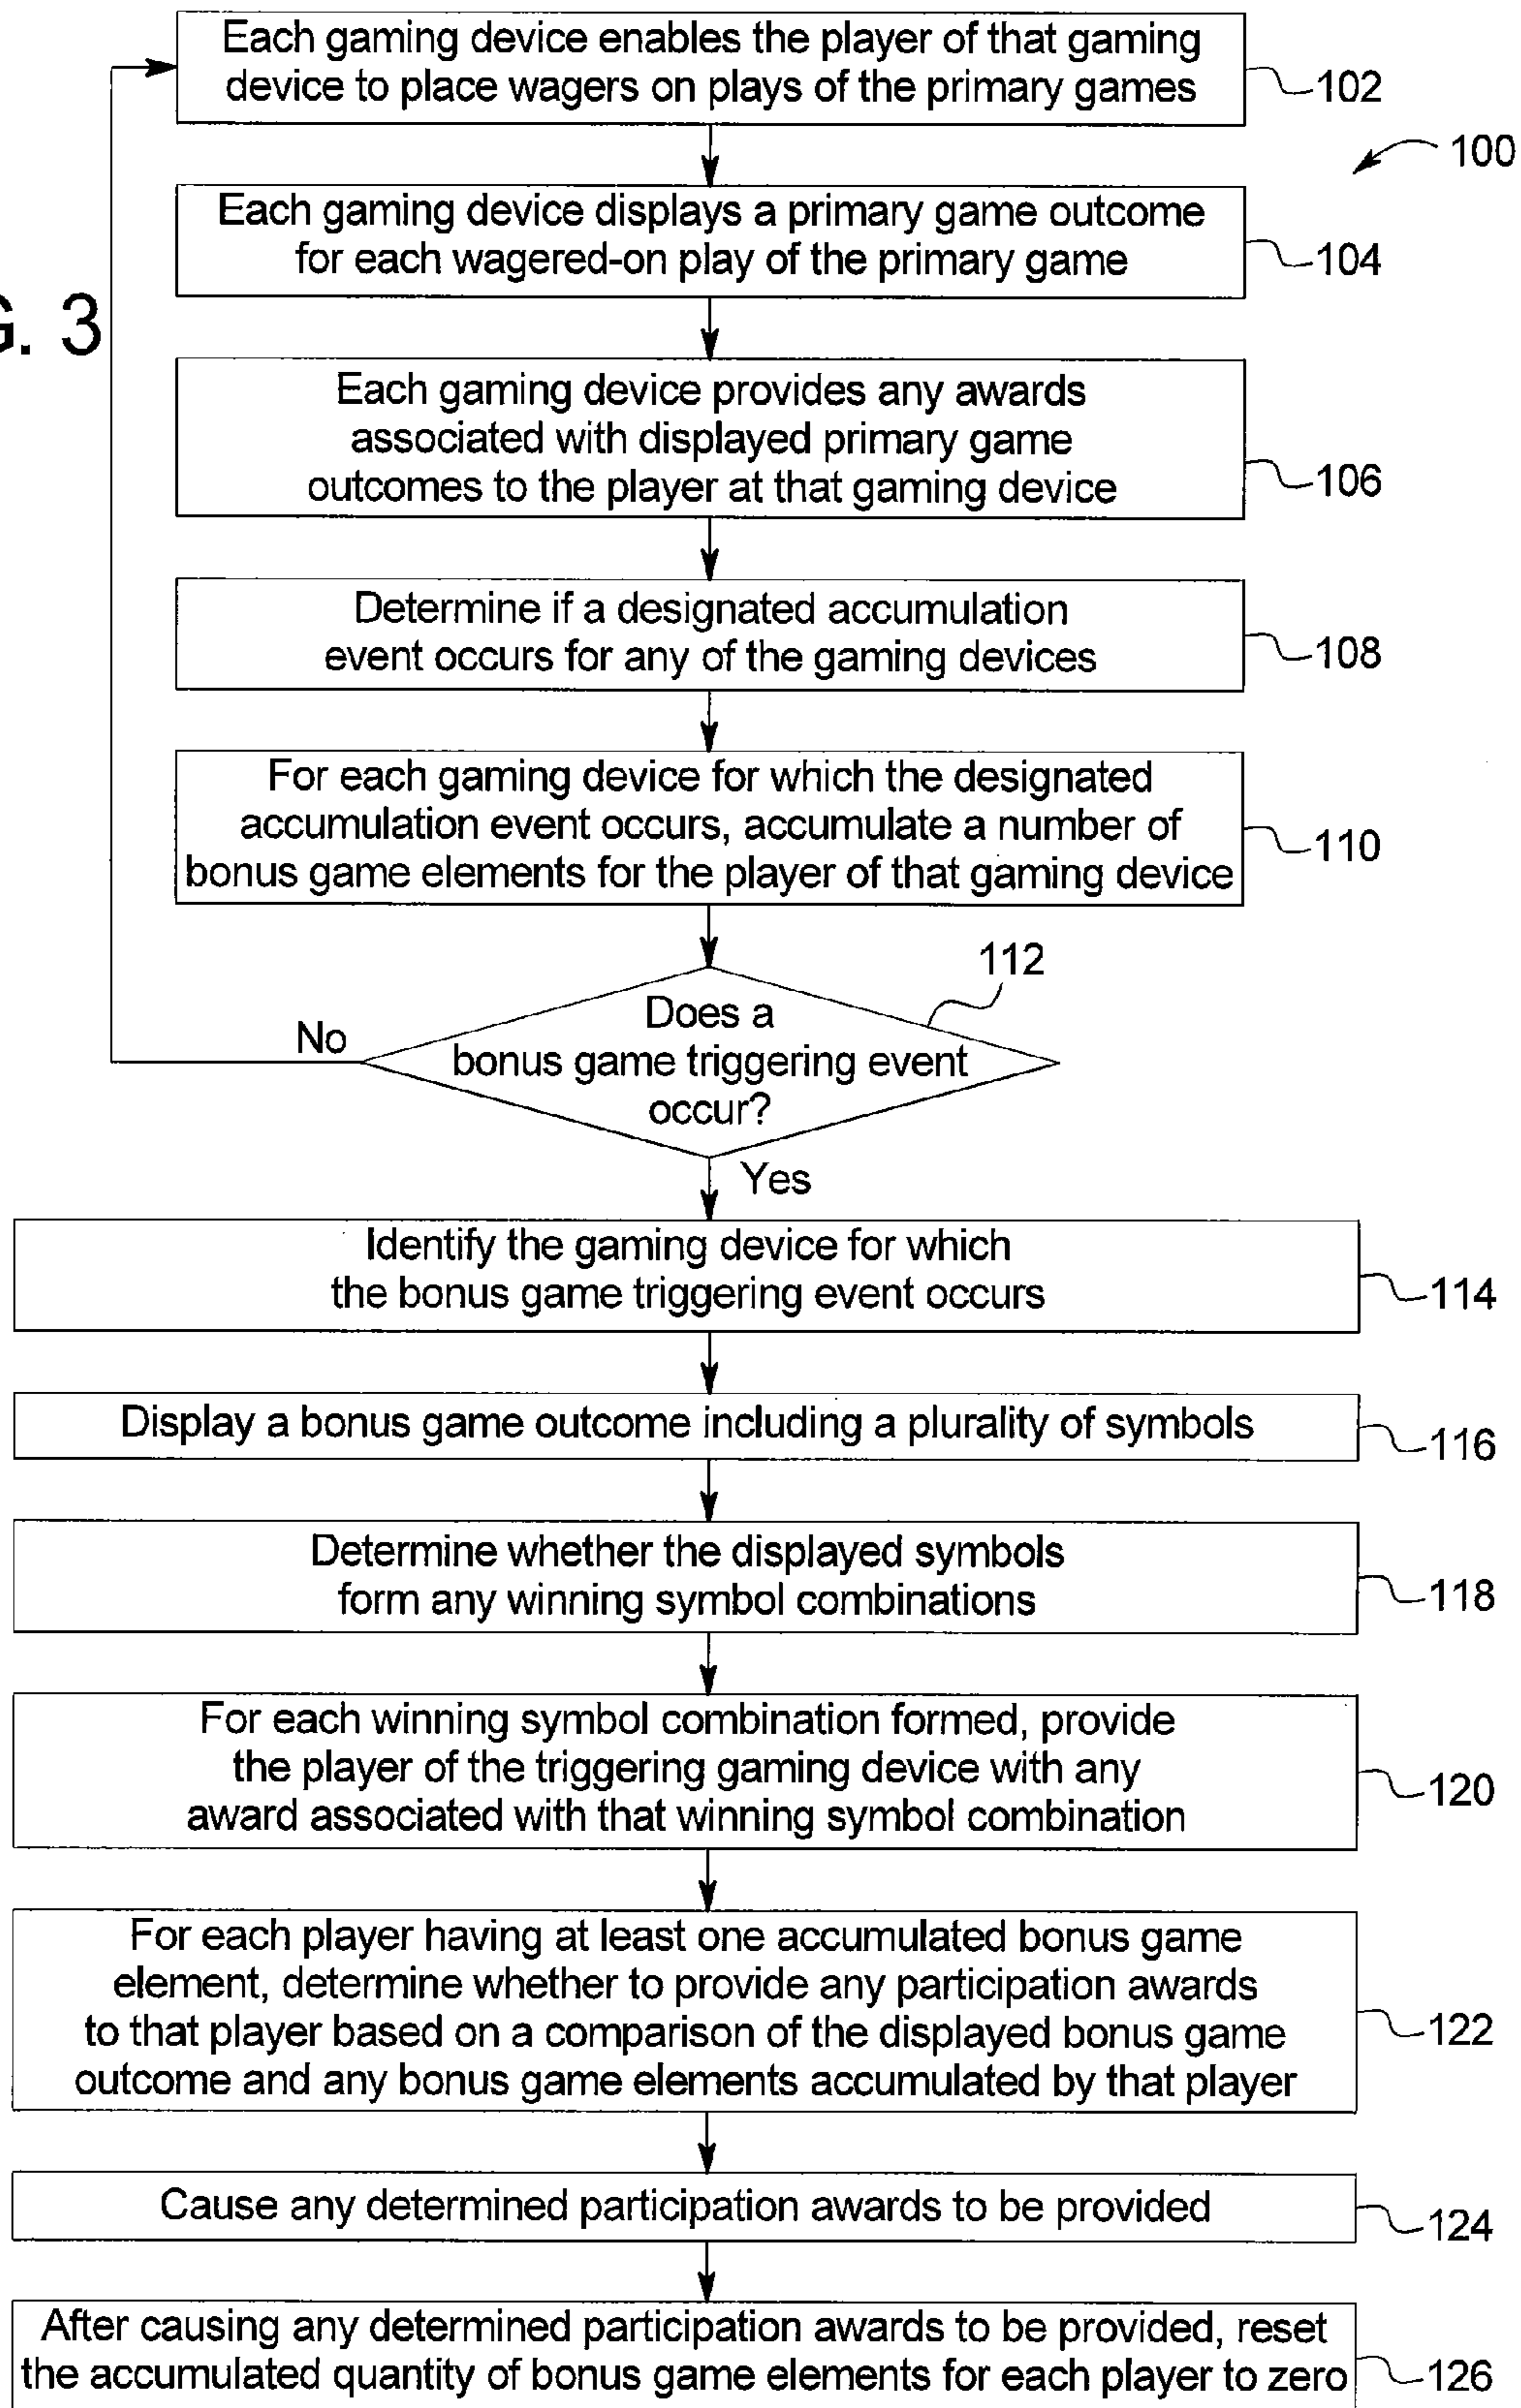 Each gaming device enables the player of that gaming
device to place wagers on plays of the primary games
102
100
Each gaming device displays a primary game outcome
for each wagered-on play of the primary game
104
G. 3
Each gaming device provides any awards
associated with displayed primary game
outcomes to the player at that gaming device
106
Determine if a designated accumulation
event occurs for any of the gaming devices
108
For each gaming device for which the designated
accumulation event occurs, accumulate a number of
bonus game elements for the player of that gaming device
110
112
Does a
bonus game triggering event
occur?
No
Yes
Identify the gaming device for which
the bonus game triggering event occurs
114
Display a bonus game outcome including a plurality of symbols
116
Determine whether the displayed symbols
form any winning symbol combinations
118
For each winning symbol combination formed, provide
the player of the triggering gaming device with any
award associated with that winning symbol combination
120
For each player having at least one accumulated bonus game
element, determine whether to provide any participation awards
to that player based on a comparison of the displayed bonus game
outcome and any bonus game elements accumulated by that player
122
Cause any determined participation awards to be provided
124
After causing any determined participation awards to be provided, reset
the accumulated quantity of bonus game elements for each player to zero
126